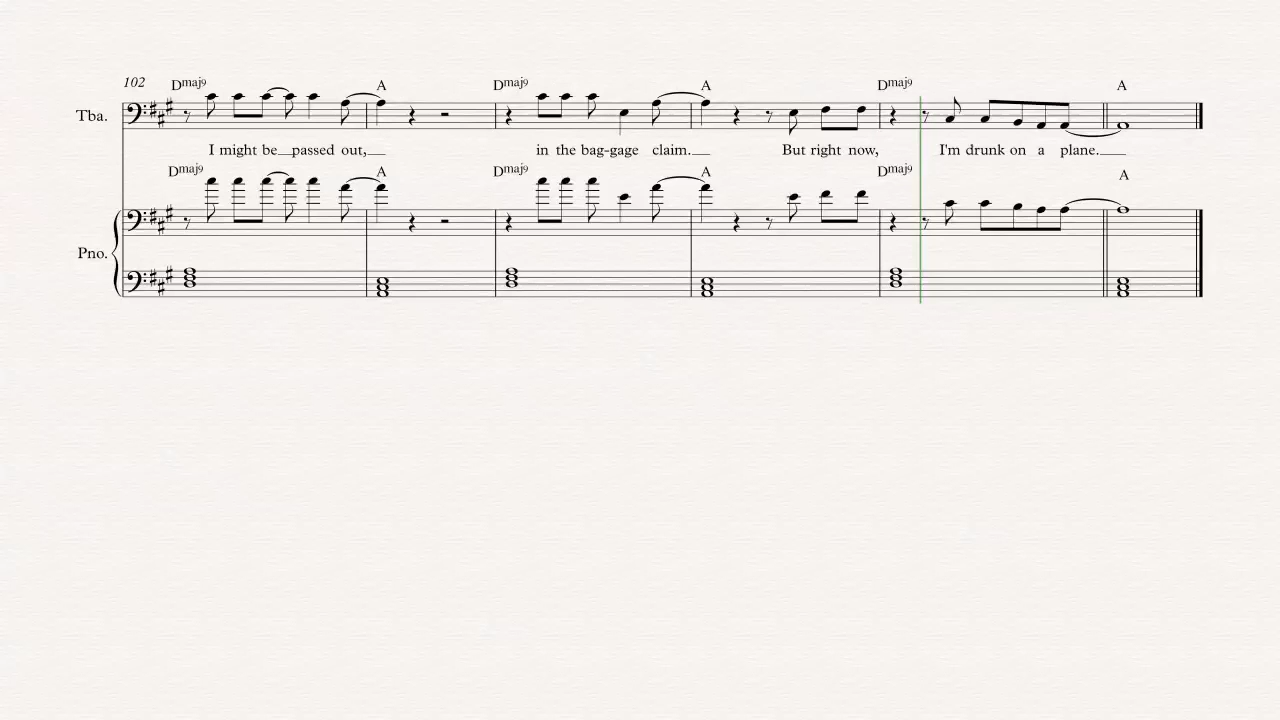 102
Dmaj9 A Dmaj9 A Dmaj9 A
Tba.
I might be passed out, in the bag-gage claim. But right now, I'm drunk on a plane.
Dmaj9 A Dmaj9 A Dmaj9 A
Pno.